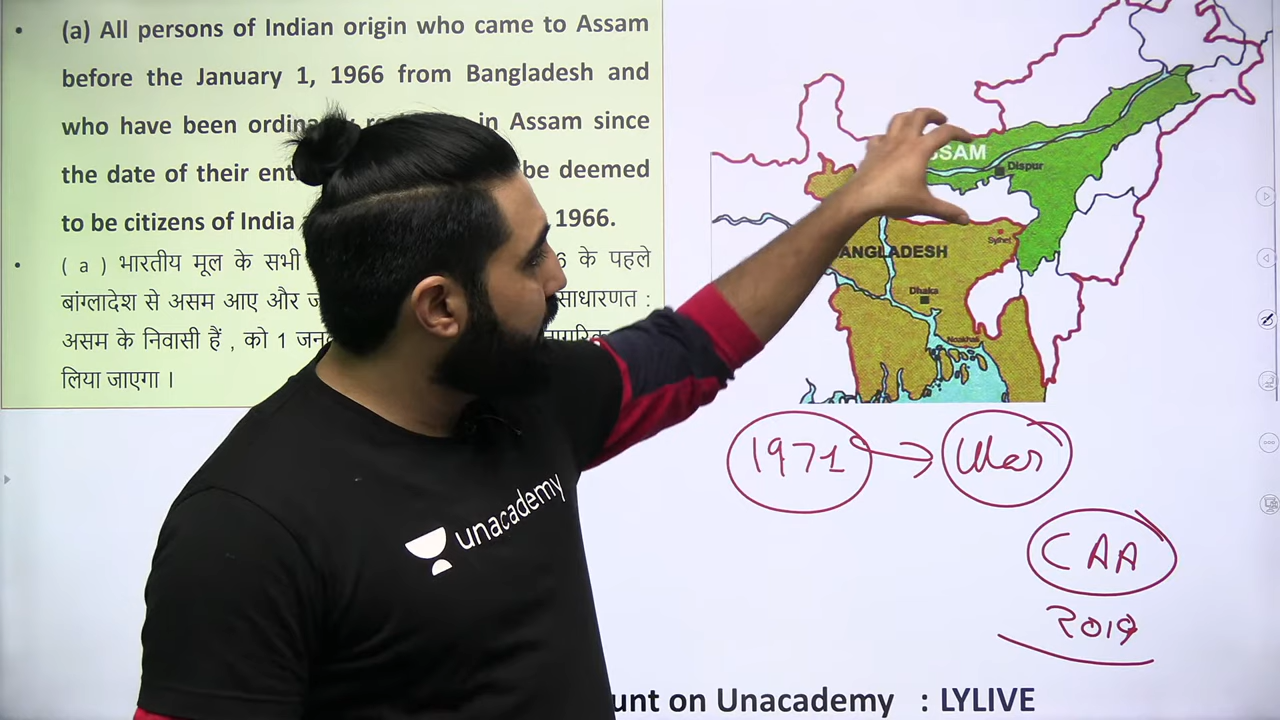 (a) All persons of Indian origin who came to Assam
before the January 1, 1966 from Bangladesh and
who have been in Assam since
the date of their be deemed
to be citizens of India 1966.
( a ) भारतीय मूल के सभी 6 के पहले
बांग्लादेश से असम आए और साधारणत :
असम के निवासी हैं , को 1
लिया जाएगा ।
ASSAM
Dispur
Sylhet
BANGLADESH
Dhaka
Noakhali
1971 → War
CAA
2019
unacademy
unt on Unacademy : LYLIVE